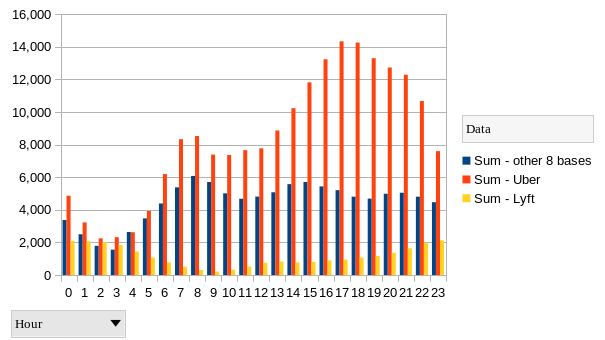 16,000
14,000
12,000
10,000
8,000
6,000
4,000
2,000
0
0 1 2 3 4 5 6 7 8 9 10 11 12 13 14 15 16 17 18 19 20 21 22 23
Data
Sum - other 8 bases
Sum - Uber
Sum - Lyft
Hour